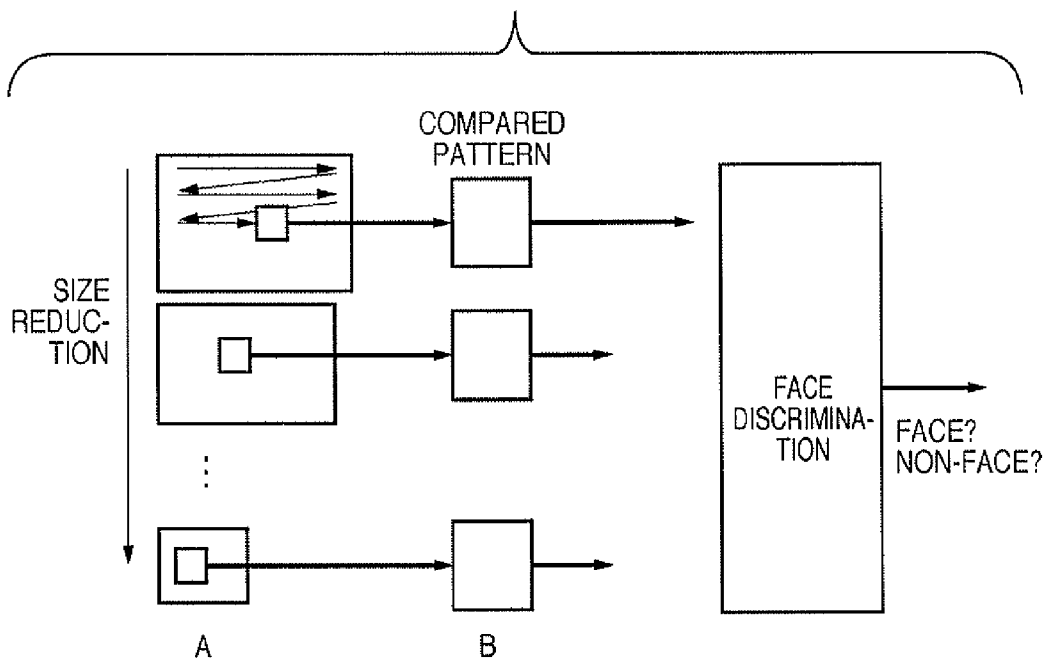 COMPARED
PATTERN
SIZE
REDUC-
TION
FACE
DISCRIMINA-
TION
FACE?
NON-FACE?
A
B